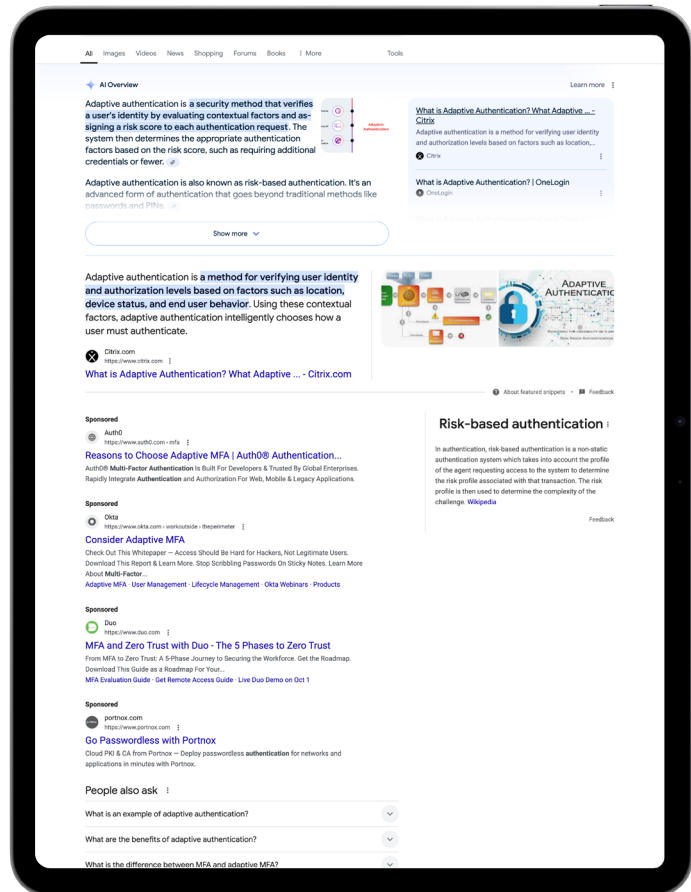 All Images Videos News Shopping Forums Books | More Tools
AI Overview
Learn more
Adaptive authentication is a security method that verifies
a user's identity by evaluating contextual factors and as-
signing a risk score to each authentication request. The
system then determines the appropriate authentication
factors based on the risk score, such as requiring additional
credentials or fewer.
Adaptive authentication is also known as risk-based authentication. It's an
advanced form of authentication that goes beyond traditional methods like
passwords and PINs.
Adaptive
Authentication
What is Adaptive Authentication? What Adaptive ... -
Citrix
Adaptive authentication is a method for verifying user identity
and authorization levels based on factors such as location,...
Citrix
What is Adaptive Authentication? | OneLogin
OneLogin
Show more
Adaptive authentication is a method for verifying user identity
and authorization levels based on factors such as location,
device status, and end user behavior. Using these contextual
factors, adaptive authentication intelligently chooses how a
user must authenticate.
ADAPTIVE
AUTHENTICATIC
Citrix.com
https://www.citrix.com
What is Adaptive Authentication? What Adaptive ... - Citrix.com
About featured snippets • Feedback
Sponsored
Auth0
https://www.auth0.com › mfa
Reasons to Choose Adaptive MFA | Auth0® Authentication...
Auth0® Multi-Factor Authentication Is Built For Developers & Trusted By Global Enterprises.
Rapidly Integrate Authentication and Authorization For Web, Mobile & Legacy Applications.
Sponsored
Okta
https://www.okta.com › workoutside › theperimeter
Consider Adaptive MFA
Check Out This Whitepaper — Access Should Be Hard for Hackers, Not Legitimate Users.
Download This Report & Learn More. Stop Scribbling Passwords On Sticky Notes. Learn More
About Multi-Factor...
Adaptive MFA · User Management · Lifecycle Management · Okta Webinars · Products
Sponsored
Duo
https://www.duo.com
MFA and Zero Trust with Duo - The 5 Phases to Zero Trust
From MFA to Zero Trust: A 5-Phase Journey to Securing the Workforce. Get the Roadmap.
Download This Guide as a Roadmap For Your...
MFA Evaluation Guide · Get Remote Access Guide · Live Duo Demo on Oct 1
Sponsored
portnox.com
https://www.portnox.com
Go Passwordless with Portnox
Cloud PKI & CA from Portnox — Deploy passwordless authentication for networks and
applications in minutes with Portnox.
Risk-based authentication
In authentication, risk-based authentication is a non-static
authentication system which takes into account the profile
of the agent requesting access to the system to determine
the risk profile associated with that transaction. The risk
profile is then used to determine the complexity of the
challenge. Wikipedia
Feedback
People also ask
What is an example of adaptive authentication?
What are the benefits of adaptive authentication?
What is the difference between MFA and adaptive MFA?